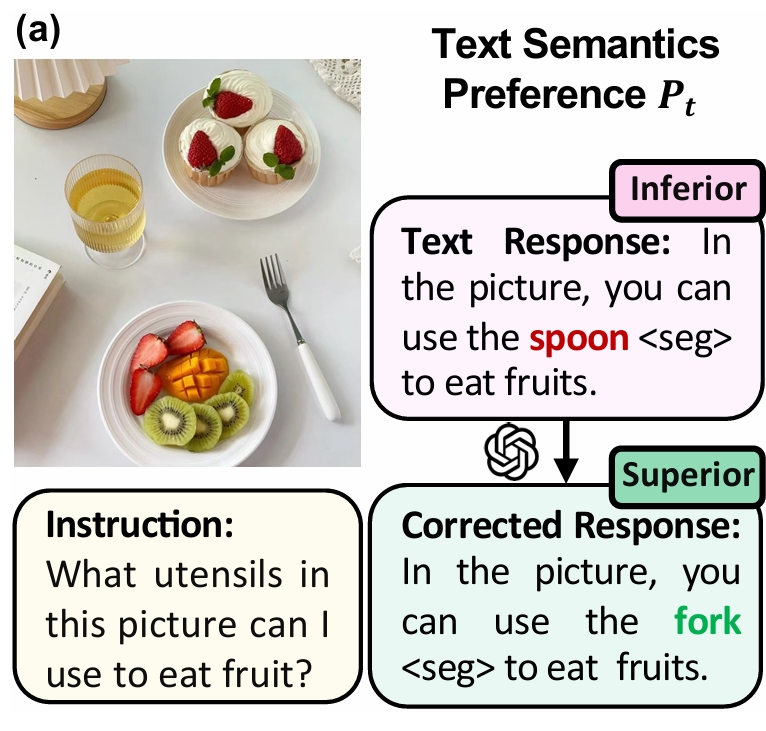 (a)
Text Semantics
Preference Pₜ
Inferior
Text Response: In
the picture, you can
use the spoon <seg>
to eat fruits.
Superior
Instruction:
What utensils in
this picture can I
use to eat fruit?
Corrected Response:
In the picture, you
can use the fork
<seg> to eat fruits.